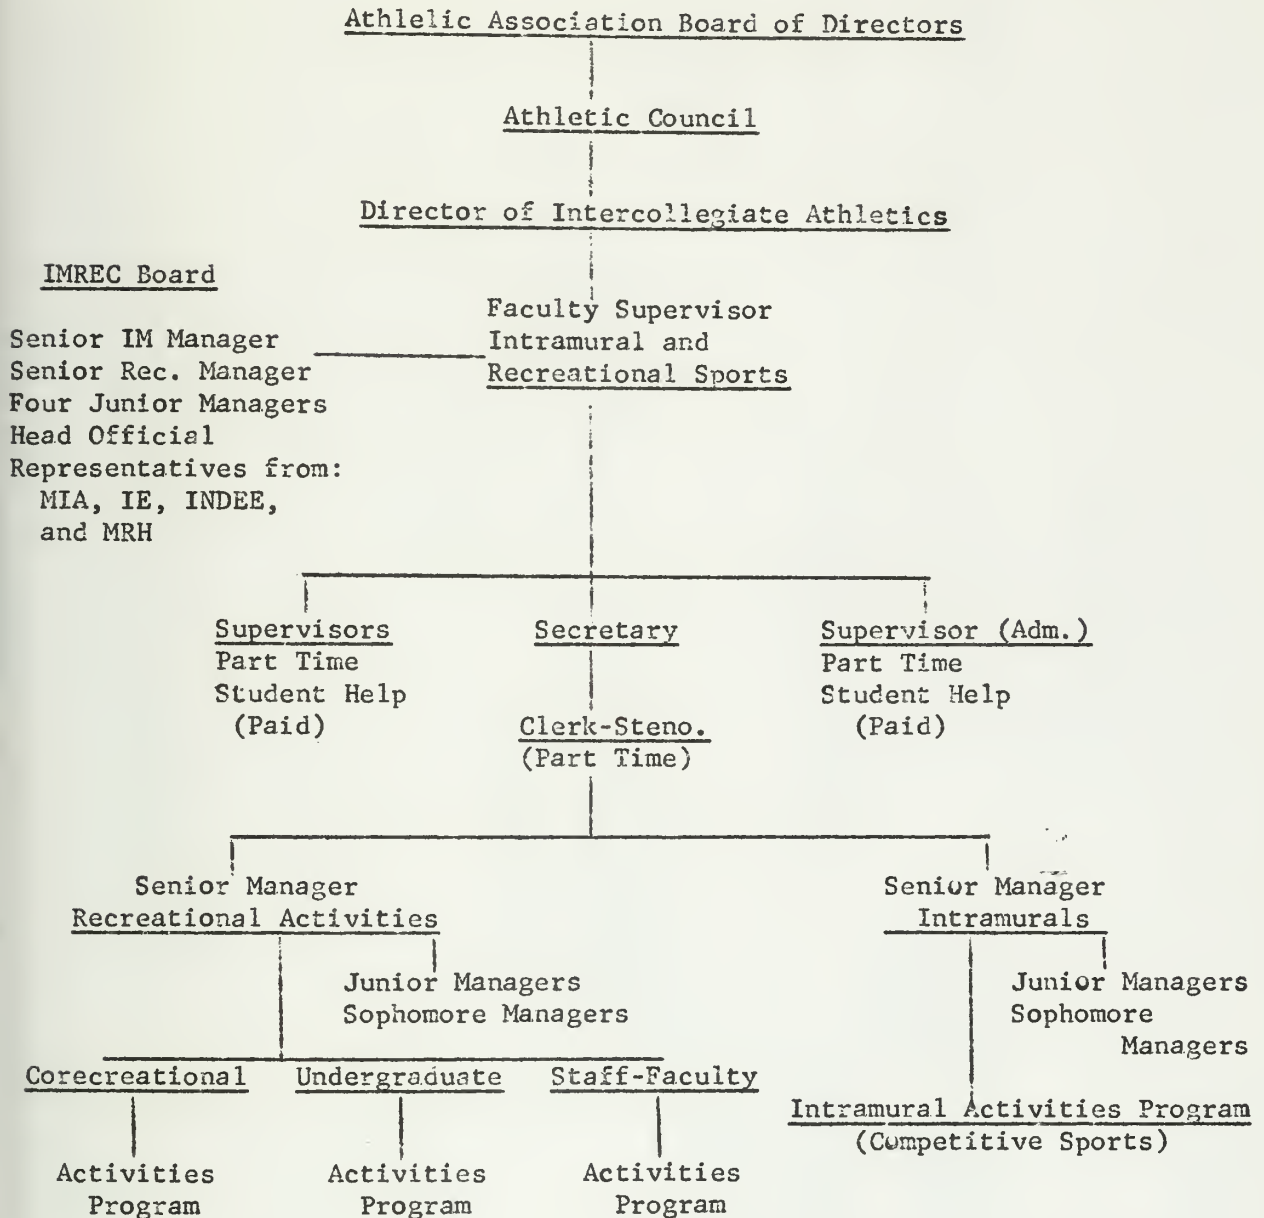 Athlelic Association Board of Directors
Athletic Council
Director of Intercollegiate Athletics
IMREC Board
Senior IM Manager
Senior Rec. Manager
Four Junior Managers
Head Official
Representatives from:
MIA, IE, INDEE,
and MRH
Faculty Supervisor
Intramural and
Recreational Sports
Supervisors
Part Time
Student Help
(Paid)
Secretary
Clerk-Steno.
(Part Time)
Supervisor (Adm.)
Part Time
Student Help
(Paid)
Senior Manager
Recreational Activities
Junior Managers
Sophomore Managers
Senior Manager
Intramurals
Junior Managers
Sophomore
Managers
Corecreational
Activities
Program
Undergraduate
Activities
Program
Staff-Faculty
Activities
Program
Intramural Activities Program
(Competitive Sports)